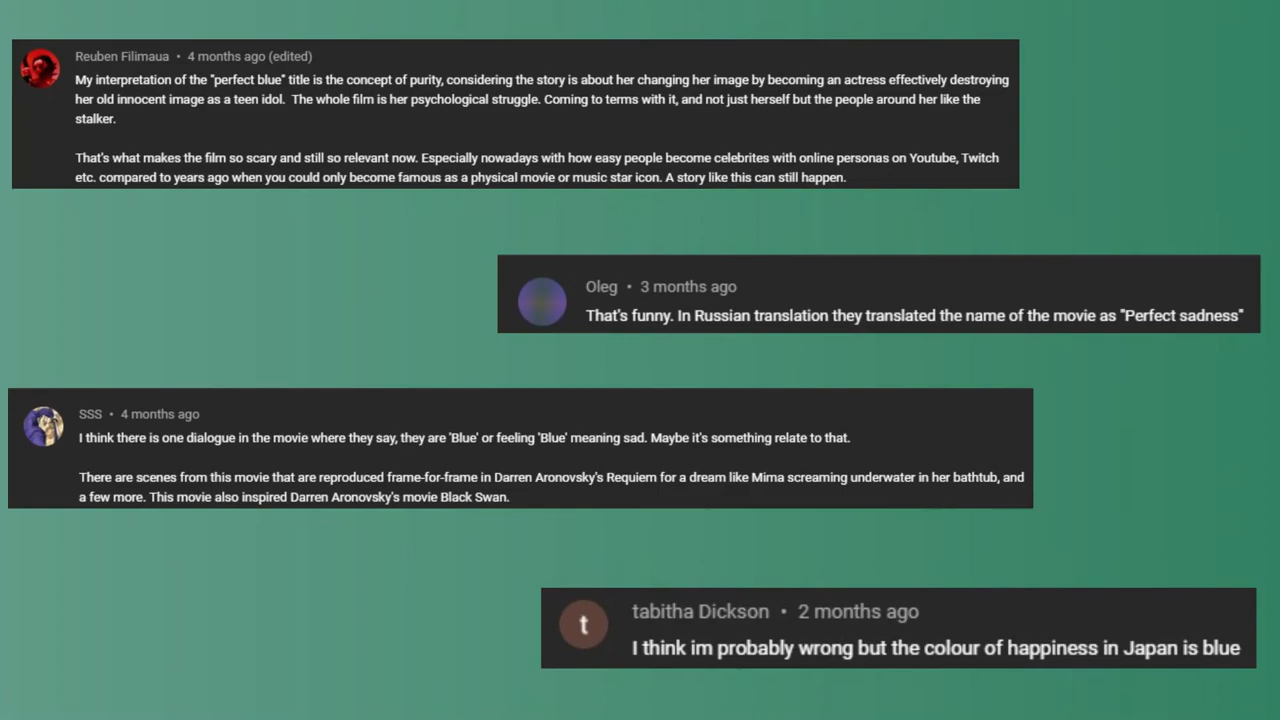 Reuben Filimaua • 4 months ago (edited)
My interpretation of the "perfect blue" title is the concept of purity, considering the story is about her changing her image by becoming an actress effectively destroying
her old innocent image as a teen idol.  The whole film is her psychological struggle. Coming to terms with it, and not just herself but the people around her like the
stalker.
That's what makes the film so scary and still so relevant now. Especially nowadays with how easy people become celebrites with online personas on Youtube, Twitch
etc. compared to years ago when you could only become famous as a physical movie or music star icon. A story like this can still happen.
Oleg • 3 months ago
That's funny. In Russian translation they translated the name of the movie as "Perfect sadness"
SSS • 4 months ago
I think there is one dialogue in the movie where they say, they are 'Blue' or feeling 'Blue' meaning sad. Maybe it's something relate to that.
There are scenes from this movie that are reproduced frame-for-frame in Darren Aronovsky's Requiem for a dream like Mima screaming underwater in her bathtub, and
a few more. This movie also inspired Darren Aronovsky's movie Black Swan.
t
tabitha Dickson • 2 months ago
I think im probably wrong but the colour of happiness in Japan is blue